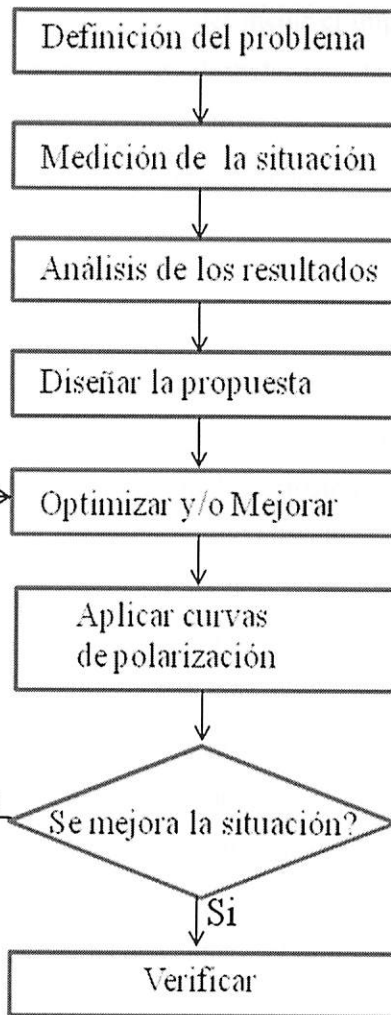 Definición del problema
Medición de la situación
Análisis de los resultados
Diseñar la propuesta
Optimizar y/o Mejorar
Aplicar curvas
de polarización
Se mejora la situación?
Si
Verificar